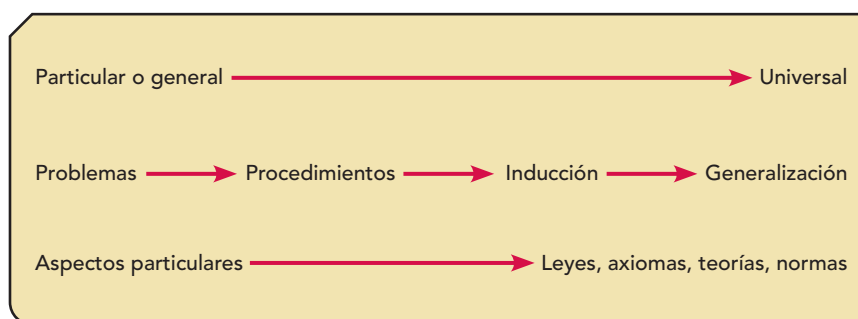 Particular o general Universal
Problemas Procedimientos Inducción Generalización
Aspectos particulares Leyes, axiomas, teorías, normas